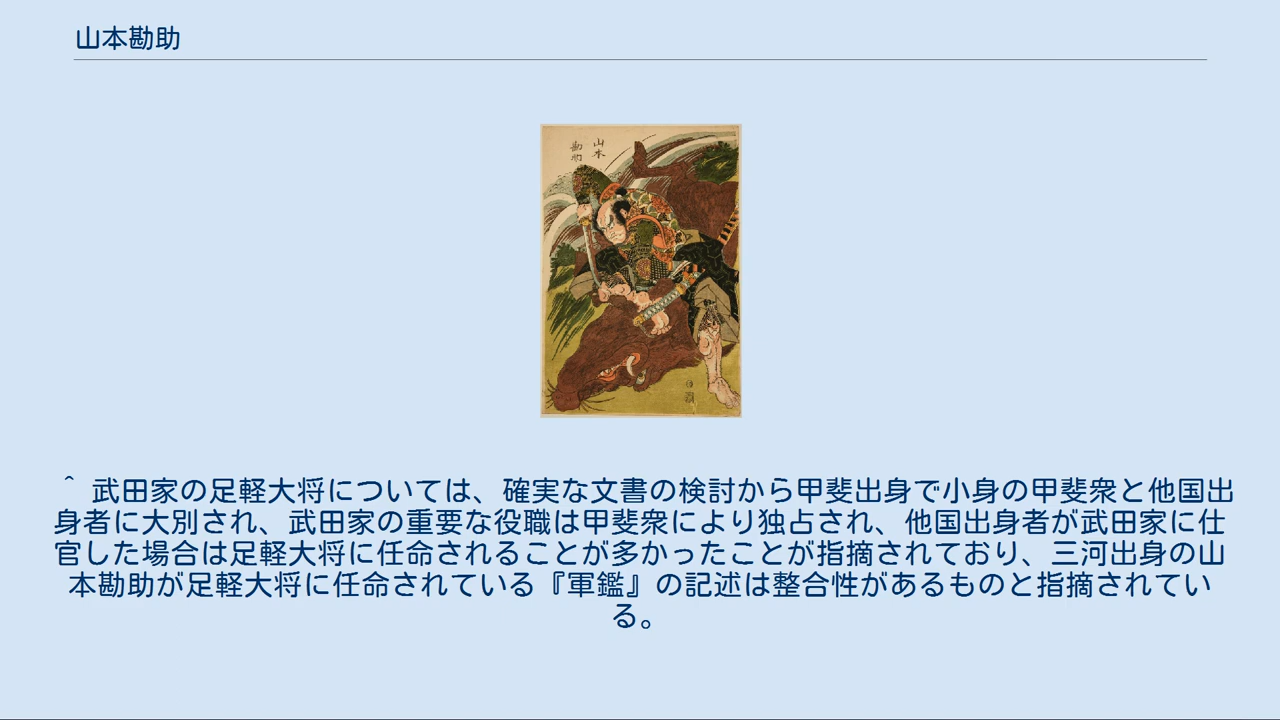 山本勘助
山本
勘助
^ 武田家の足軽大将については、確実な文書の検討から甲斐出身で小身の甲斐衆と他国出
身者に大別され、武田家の重要な役職は甲斐衆により独占され、他国出身者が武田家に仕
官した場合は足軽大将に任命されることが多かったことが指摘されており、三河出身の山
本勘助が足軽大将に任命されている『軍鑑』の記述は整合性があるものと指摘されてい
る。